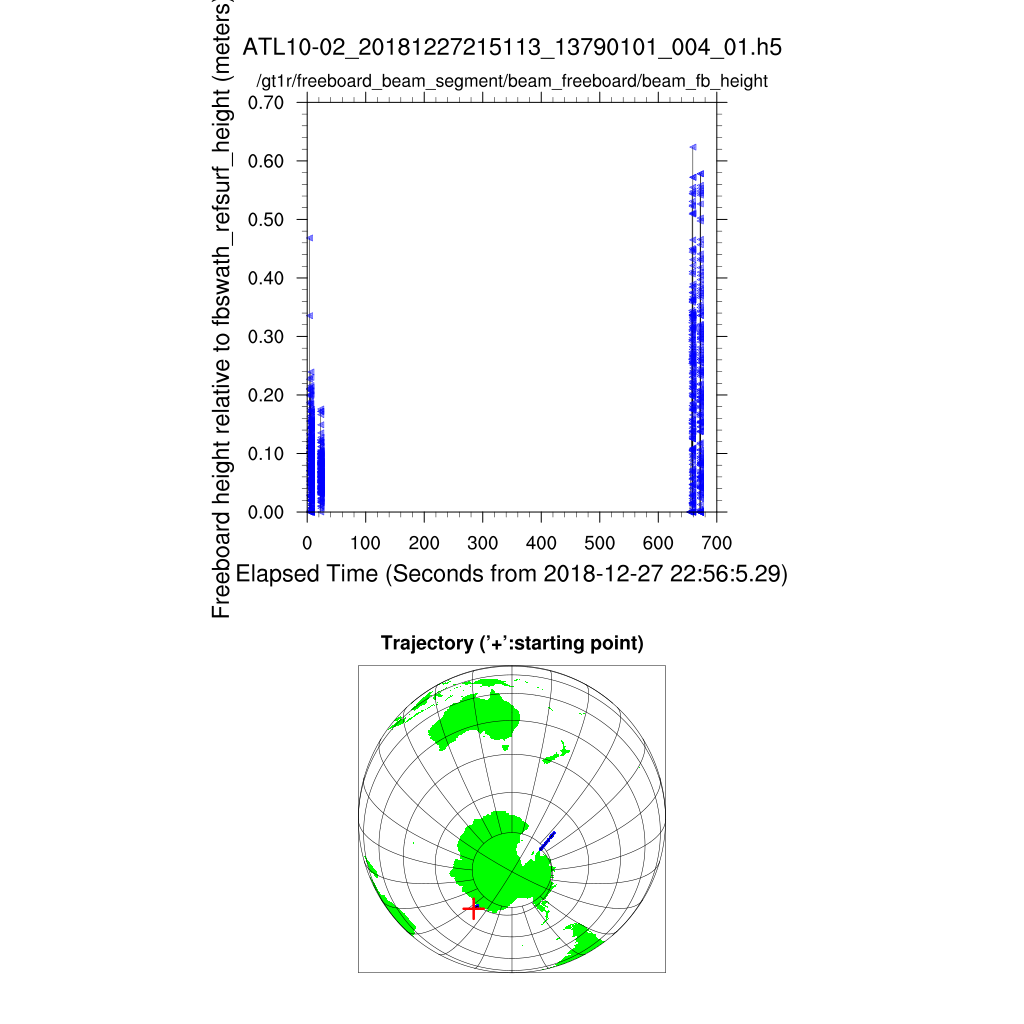 ATL10-02_20181227215113_13790101_004_01.h5
/gt1r/freeboard_beam_segment/beam_freeboard/beam_fb_height
Freeboard height relative to fbswath_refsurf_height (meters)
0.70
0.60
0.50
0.40
0.30
0.20
0.10
0.00
0 100 200 300 400 500 600 700
Elapsed Time (Seconds from 2018-12-27 22:56:5.29)
Trajectory ('+':starting point)